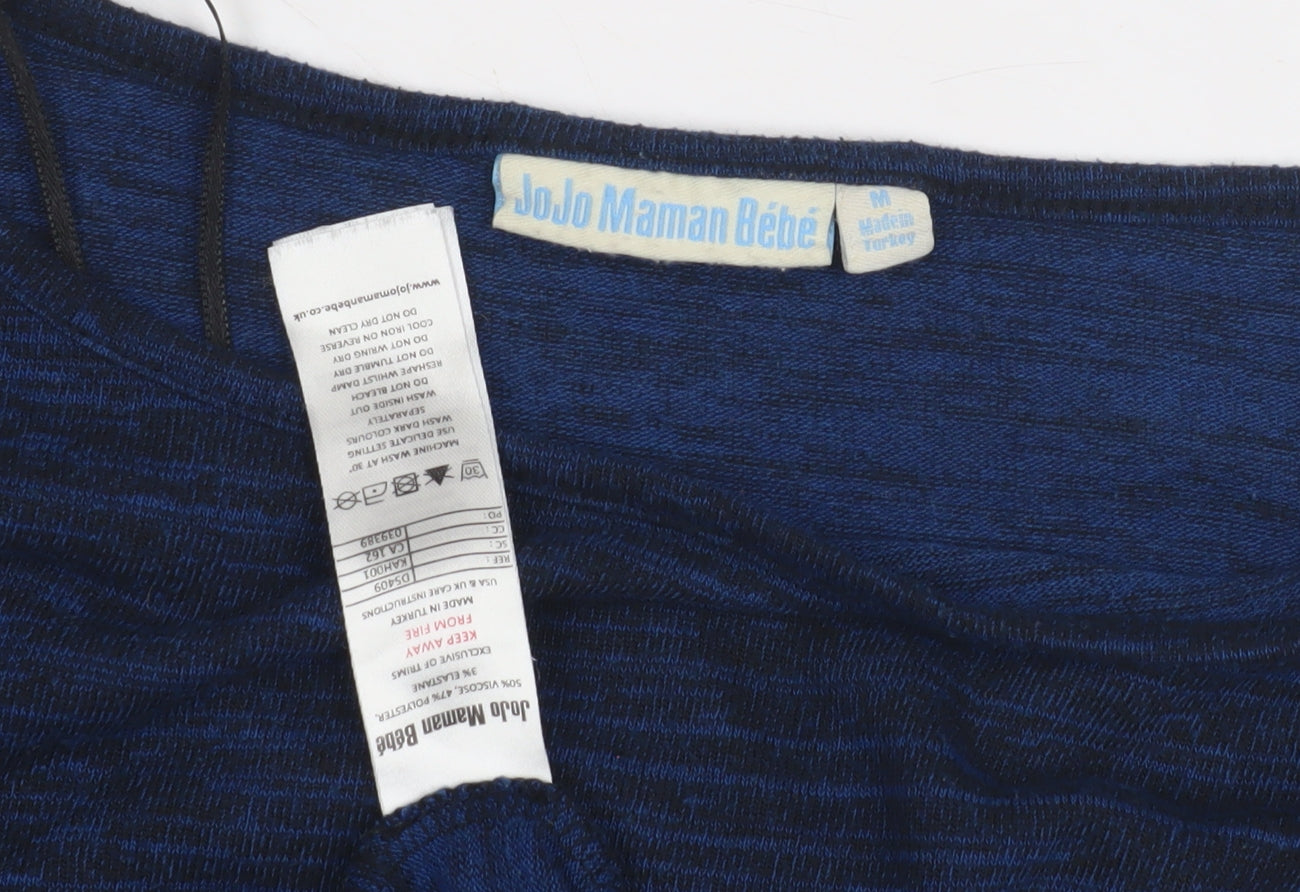 JoJo Maman Bébé
M
Made in
Turkey
JoJo Maman Bébé
50% VISCOSE, 47% POLYESTER,
3% ELASTANE
EXCLUSIVE OF TRIMS
KEEP AWAY
FROM FIRE
MADE IN TURKEY
USA & UK CARE INSTRUCTIONS
REF: D5409
SC: KAH001
CC: CA 162
PO: 039389
30
MACHINE WASH AT 30°
USE DELICATE SETTING
WASH DARK COLOURS
SEPARATELY
WASH INSIDE OUT
DO NOT BLEACH
RESHAPE WHILST DAMP
DO NOT TUMBLE DRY
DO NOT WRING DRY
COOL IRON ON REVERSE
DO NOT DRY CLEAN
www.jojomamanbebe.co.uk